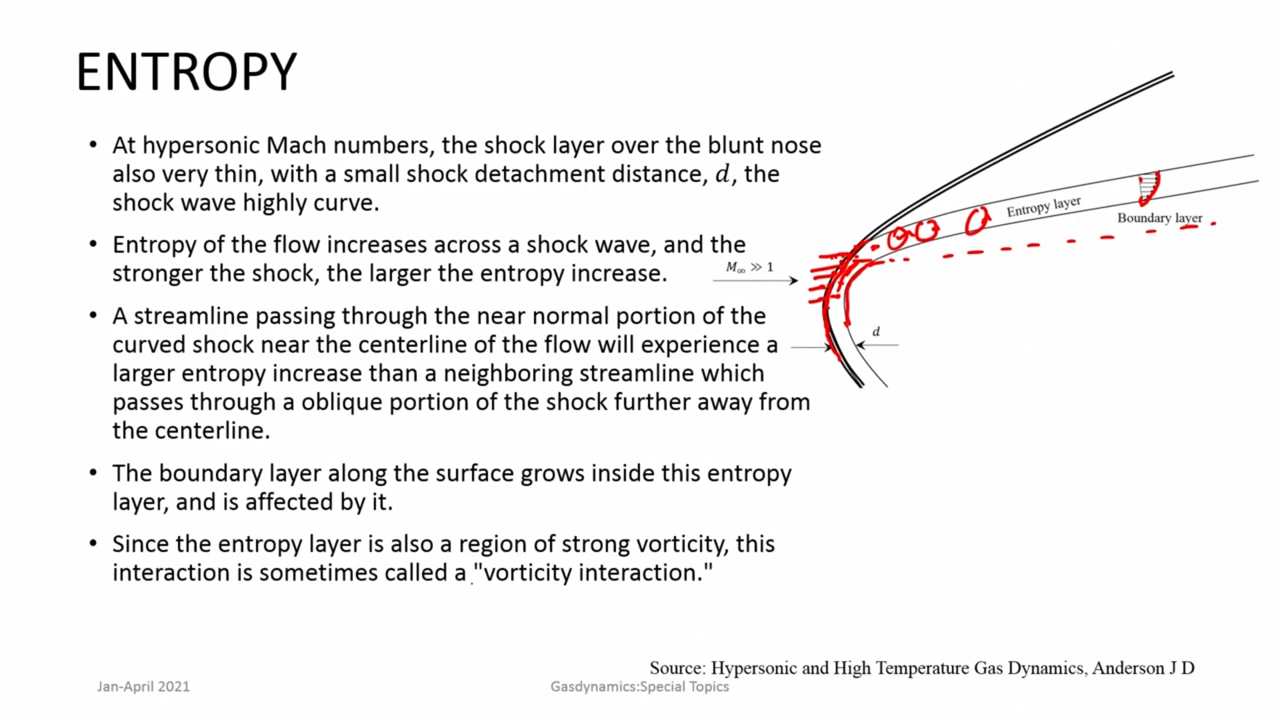 ENTROPY
• At hypersonic Mach numbers, the shock layer over the blunt nose
also very thin, with a small shock detachment distance, d, the
shock wave highly curve.
• Entropy of the flow increases across a shock wave, and the
stronger the shock, the larger the entropy increase.
• A streamline passing through the near normal portion of the
curved shock near the centerline of the flow will experience a
larger entropy increase than a neighboring streamline which
passes through a oblique portion of the shock further away from
the centerline.
• The boundary layer along the surface grows inside this entropy
layer, and is affected by it.
• Since the entropy layer is also a region of strong vorticity, this
interaction is sometimes called a "vorticity interaction."
Entropy layer
Boundary layer
M∞ ≫ 1
d
Source: Hypersonic and High Temperature Gas Dynamics, Anderson J D
Jan-April 2021
Gasdynamics:Special Topics